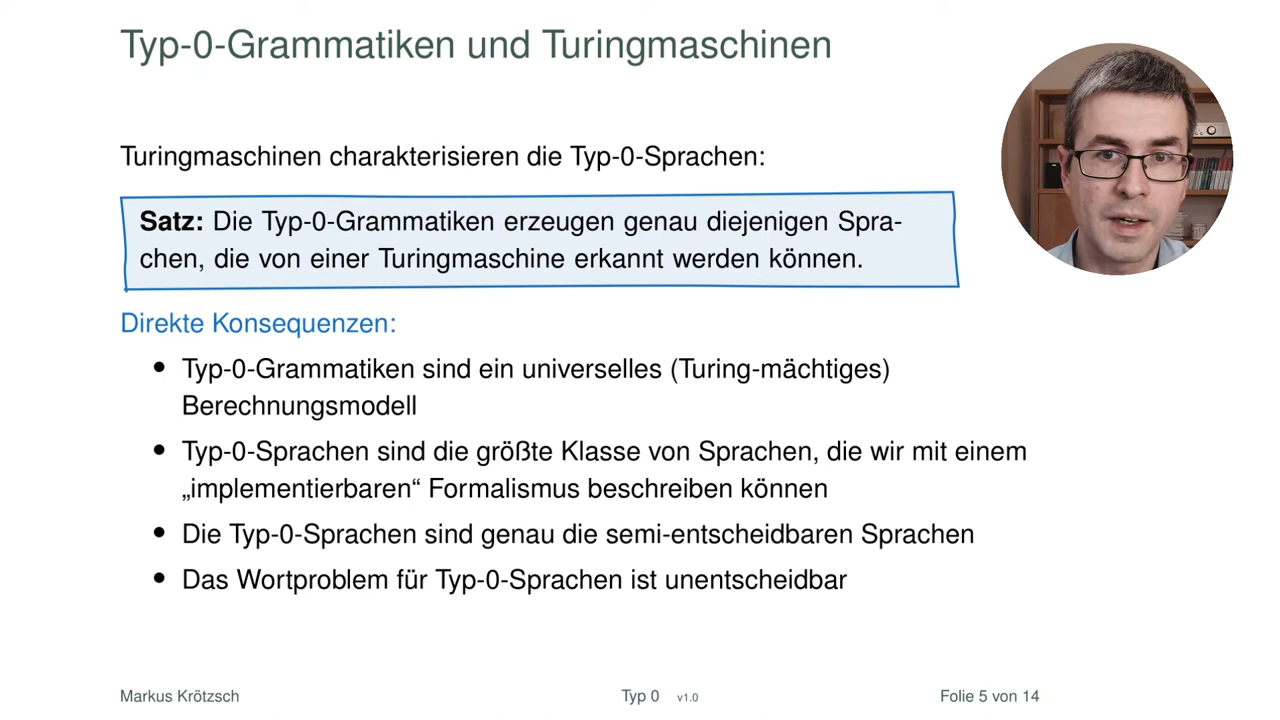 Typ-0-Grammatiken und Turingmaschinen
Turingmaschinen charakterisieren die Typ-0-Sprachen:
Satz: Die Typ-0-Grammatiken erzeugen genau diejenigen Spra-
chen, die von einer Turingmaschine erkannt werden können.
Direkte Konsequenzen:
• Typ-0-Grammatiken sind ein universelles (Turing-mächtiges)
Berechnungsmodell
• Typ-0-Sprachen sind die größte Klasse von Sprachen, die wir mit einem
„implementierbaren“ Formalismus beschreiben können
• Die Typ-0-Sprachen sind genau die semi-entscheidbaren Sprachen
• Das Wortproblem für Typ-0-Sprachen ist unentscheidbar
Markus Krötzsch Typ 0 v1.0 Folie 5 von 14